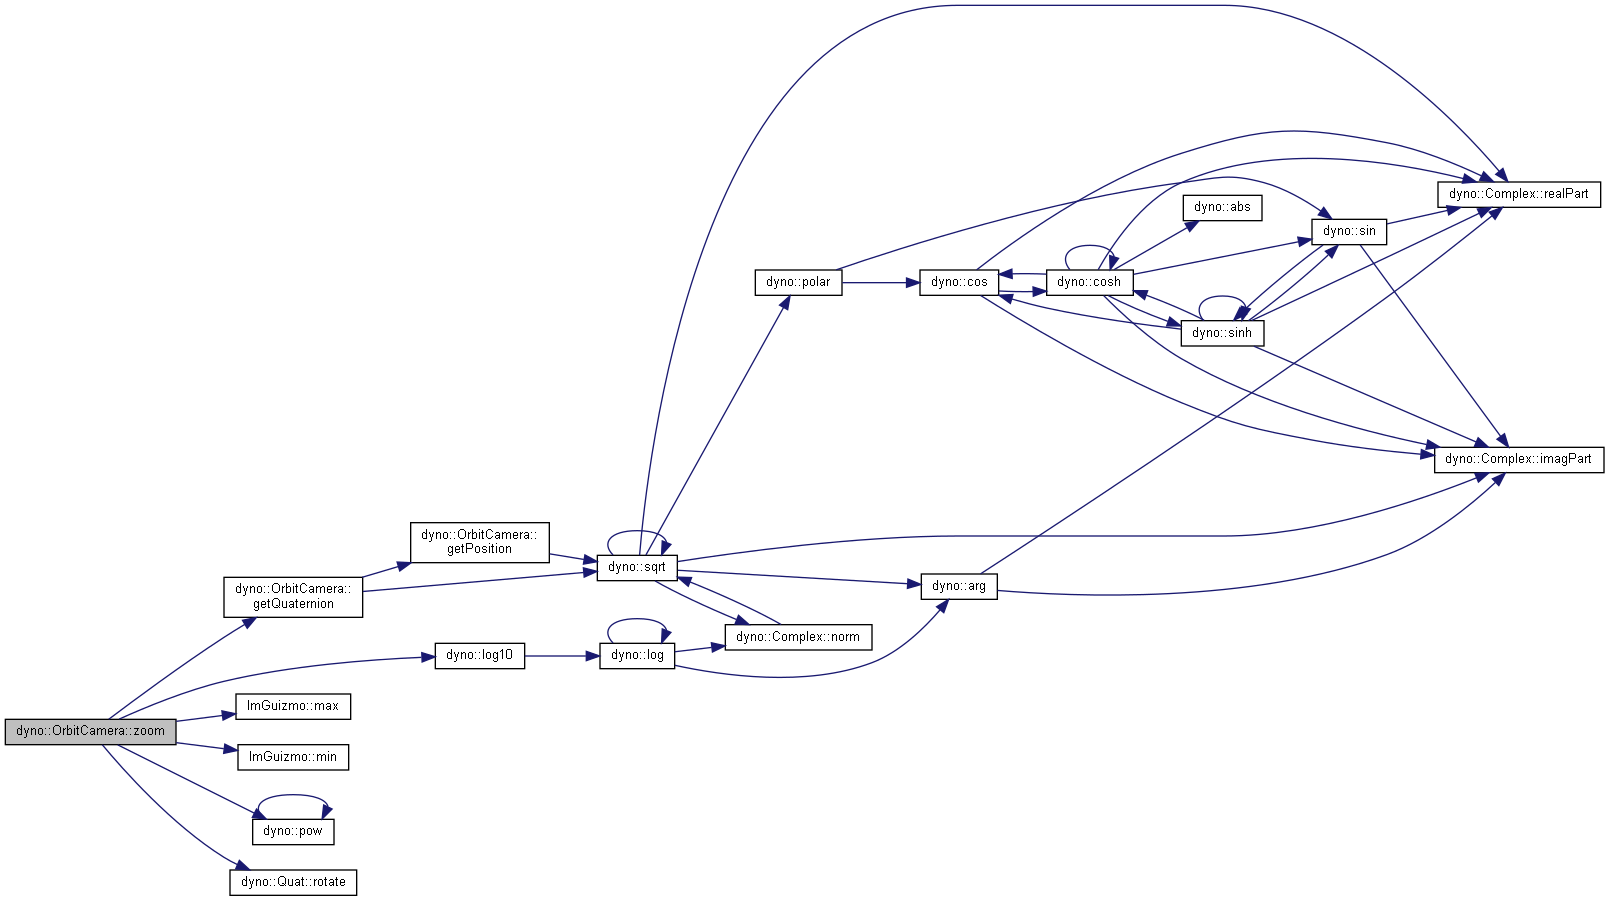 dyno::Complex::realPart
dyno::abs
dyno::sin
dyno::polar
dyno::cos
dyno::cosh
dyno::sinh
dyno::Complex::imagPart
dyno::OrbitCamera::
getPosition
dyno::sqrt
dyno::OrbitCamera::
getQuaternion
dyno::arg
dyno::Complex::norm
dyno::log10
dyno::log
ImGuizmo::max
dyno::OrbitCamera::zoom
ImGuizmo::min
dyno::pow
dyno::Quat::rotate